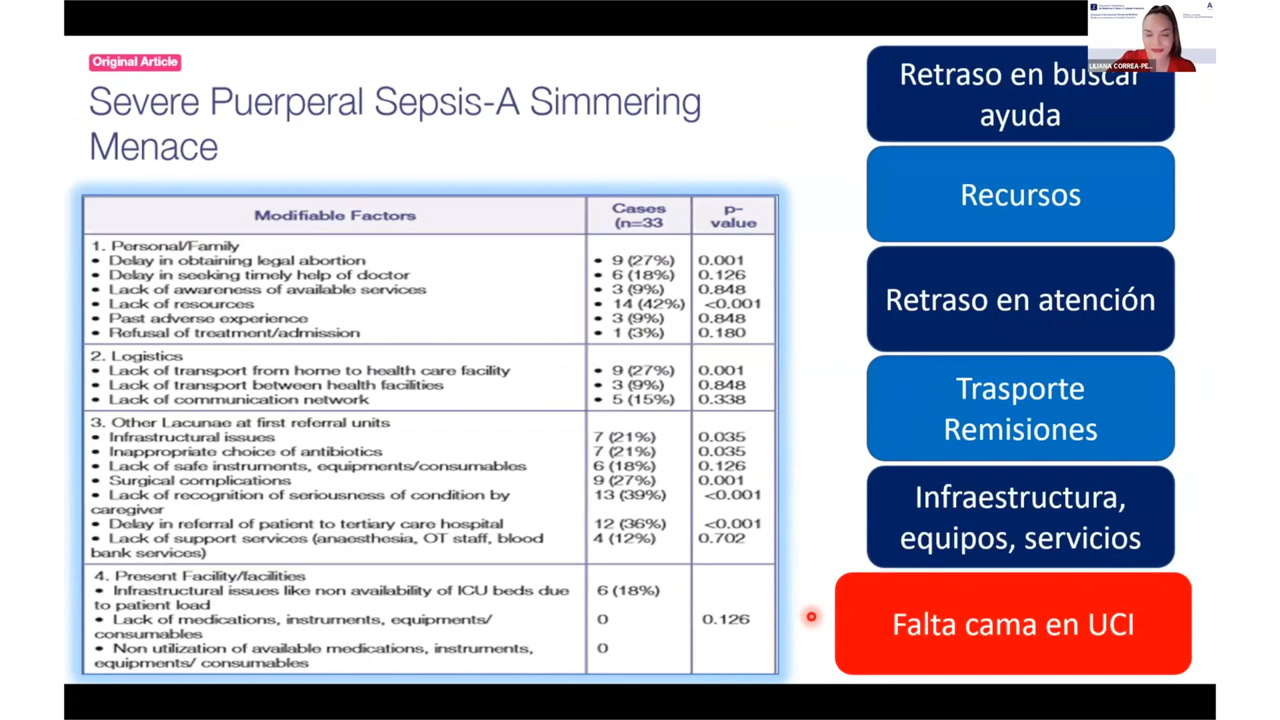 Original Article
Severe Puerperal Sepsis-A Simmering
Menace
Modifiable Factors Cases (n=33 p-value
1. Personal/Family
• Delay in obtaining legal abortion • 9 (27%) 0.001
• Delay in seeking timely help of doctor • 6 (18%) 0.126
• Lack of awareness of available services • 3 (9%) 0.848
• Lack of resources • 14 (42%) <0.001
• Past adverse experience • 3 (9%) 0.848
• Refusal of treatment/admission • 1 (3%) 0.180
2. Logistics
• Lack of transport from home to health care facility • 9 (27%) 0.001
• Lack of transport between health facilities • 3 (9%) 0.848
• Lack of communication network • 5 (15%) 0.338
3. Other Lacunae at first referral units
• Infrastructural issues 7 (21%) 0.035
• Inappropriate choice of antibiotics 7 (21%) 0.035
• Lack of safe instruments, equipments/consumables 6 (18%) 0.126
• Surgical complications 9 (27%) 0.001
• Lack of recognition of seriousness of condition by 13 (39%) <0.001
caregiver
• Delay in referral of patient to tertiary care hospital 12 (36%) <0.001
• Lack of support services (anaesthesia, OT staff, blood 4 (12%) 0.702
bank services)
4. Present Facility/facilities
• Infrastructural issues like non availability of ICU beds due 6 (18%)
to patient load
• Lack of medications, instruments, equipments/ 0 0.126
consumables
• Non utilization of available medications, instruments, 0
equipments/ consumables
Retraso en buscar
ayuda
Recursos
Retraso en atención
Trasporte
Remisiones
Infraestructura,
equipos, servicios
Falta cama en UCI
LILIANA CORREA-PE...